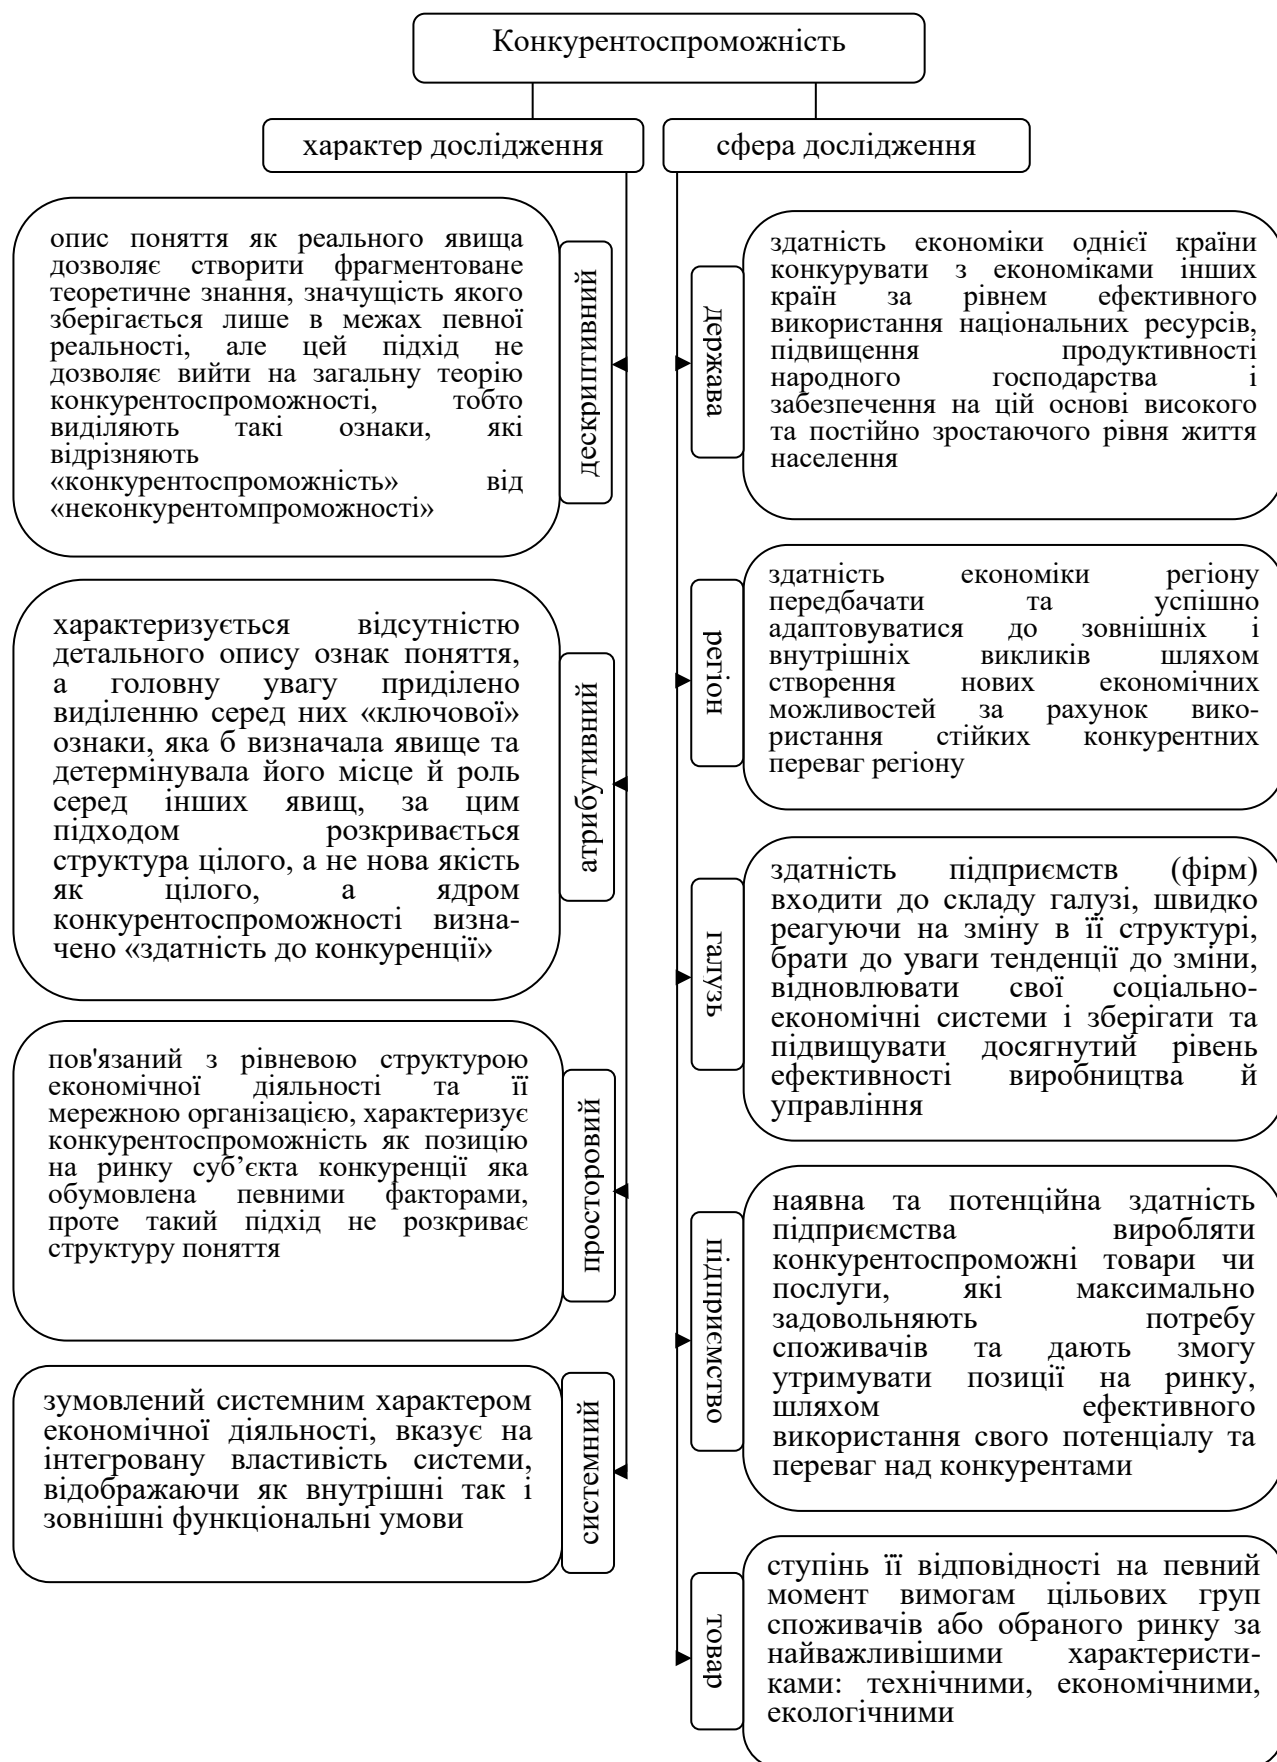 Конкурентоспроможність
характер дослідження
сфера дослідження
опис поняття як реального явища
дозволяє створити фрагментоване
теоретичне знання, значущість якого
зберігається лише в межах певної
реальності, але цей підхід не
дозволяє вийти на загальну теорію
конкурентоспроможності, тобто
виділяють такі ознаки, які
відрізняють
«конкурентоспроможність» від
«неконкурентомпроможності»
дескриптивний
характеризується відсутністю
детального опису ознак поняття,
а головну увагу приділено
виділенню серед них «ключової»
ознаки, яка б визначала явище та
детермінувала його місце й роль
серед інших явищ, за цим
підходом розкривається
структура цілого, а не нова якість
як цілого, а ядром
конкурентоспроможності визна-
чено «здатність до конкуренції»
атрибутивний
пов'язаний з рівневою структурою
економічної діяльності та її
мережною організацією, характеризує
конкурентоспроможність як позицію
на ринку суб’єкта конкуренції яка
обумовлена певними факторами,
проте такий підхід не розкриває
структуру поняття
просторовий
зумовлений системним характером
економічної діяльності, вказує на
інтегровану властивість системи,
відображаючи як внутрішні так і
зовнішні функціональні умови
системний
держава
здатність економіки однієї країни
конкурувати з економіками інших
країн за рівнем ефективного
використання національних ресурсів,
підвищення продуктивності
народного господарства і
забезпечення на цій основі високого
та постійно зростаючого рівня життя
населення
регіон
здатність економіки регіону
передбачати та успішно
адаптовуватися до зовнішніх і
внутрішніх викликів шляхом
створення нових економічних
можливостей за рахунок вико-
ристання стійких конкурентних
переваг регіону
галузь
здатність підприємств (фірм)
входити до складу галузі, швидко
реагуючи на зміну в її структурі,
брати до уваги тенденції до зміни,
відновлювати свої соціально-
економічні системи і зберігати та
підвищувати досягнутий рівень
ефективності виробництва й
управління
підприємство
наявна та потенційна здатність
підприємства виробляти
конкурентоспроможні товари чи
послуги, які максимально
задовольняють потребу
споживачів та дають змогу
утримувати позиції на ринку,
шляхом ефективного
використання свого потенціалу та
переваг над конкурентами
товар
ступінь її відповідності на певний
момент вимогам цільових груп
споживачів або обраного ринку за
найважливішими характеристи-
ками: технічними, економічними,
екологічними